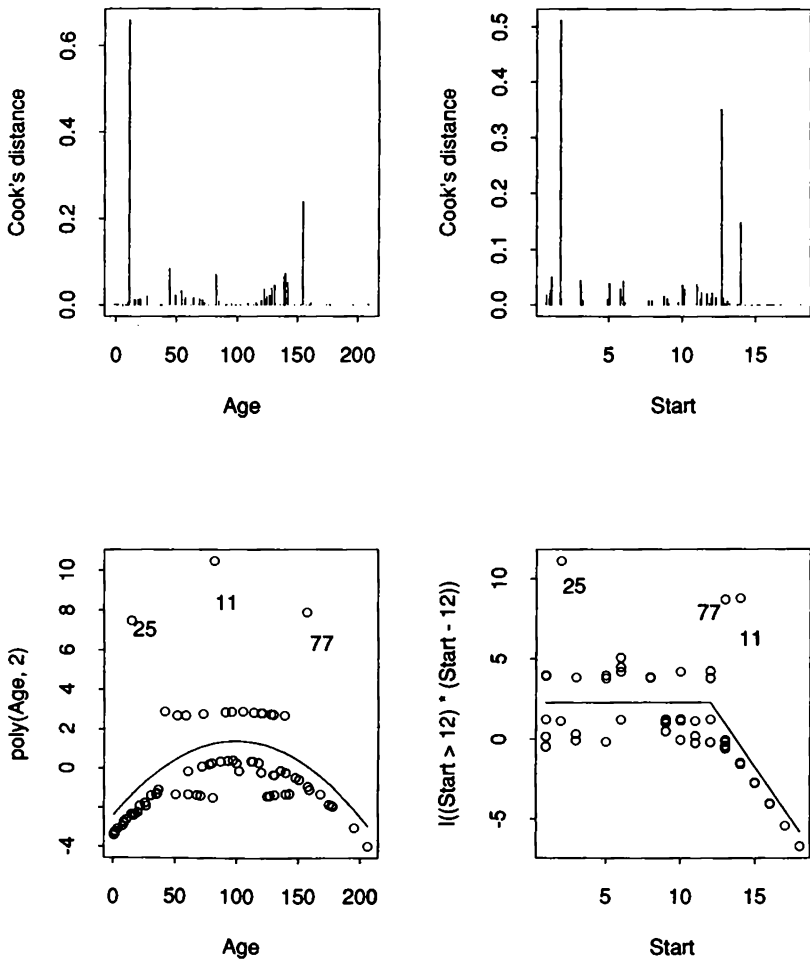 Cook's distance
0.0 0.2 0.4 0.6
0 50 100 150 200
Age
Cook's distance
0.0 0.1 0.2 0.3 0.4 0.5
5 10 15
Start
poly(Age, 2)
-4 -2 0 2 4 6 8 10
25
11
77
0 50 100 150 200
Age
I((Start > 12) * (Start - 12))
-5 0 5 10
25
77
11
5 10 15
Start